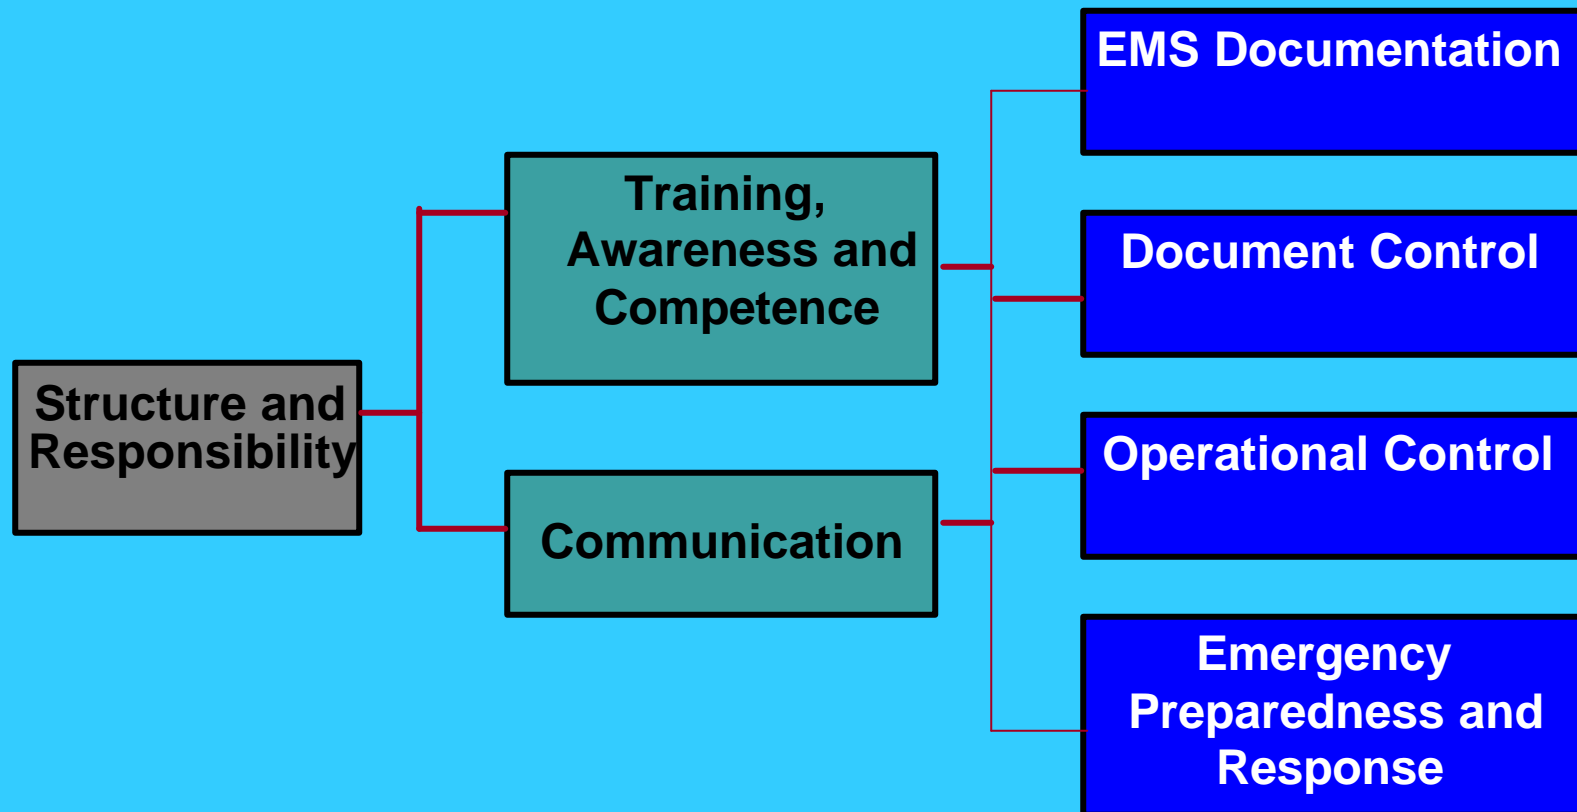 Structure and
Responsibility
Training,
Awareness and
Competence
Communication
EMS Documentation
Document Control
Operational Control
Emergency
Preparedness and
Response